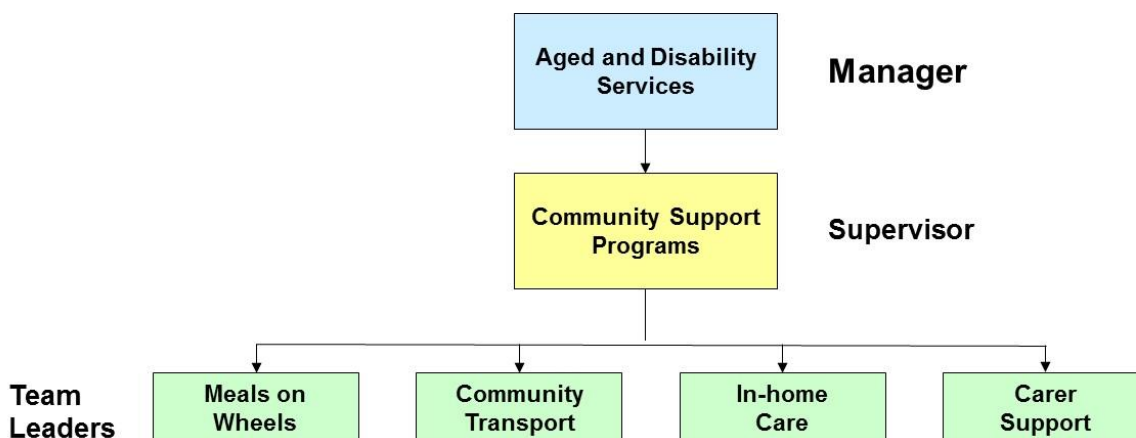 Aged and Disability
Services
Manager
Community Support
Programs
Supervisor
Team
Leaders
Meals on
Wheels
Community
Transport
In-home
Care
Carer
Support